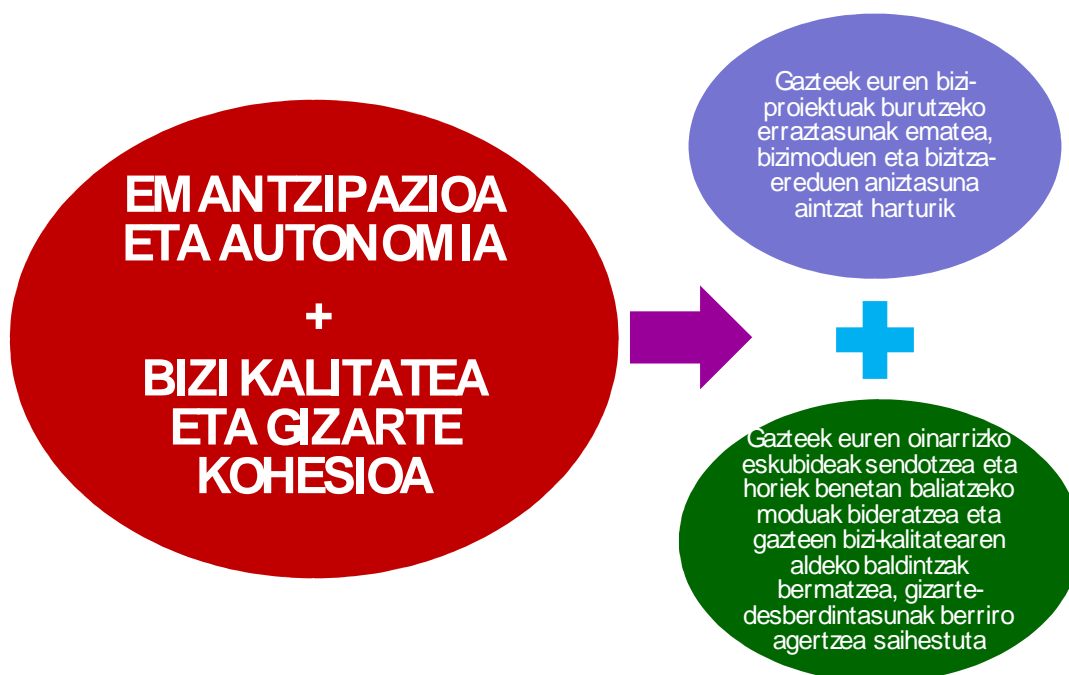 EMANTZIPAZIOA
ETA AUTONOMIA
+
BIZI KALITATEA
ETA GIZARTE
KOHESIOA
Gazteek euren bizi-
proiektuak burutzeko
erraztasunak ematea,
bizimoduen eta bizitza-
ereduen aniztasuna
aintzat harturik
Gazteek euren oinarrizko
eskubideak sendotzea eta
horiek benetan baliatzeko
moduak bideratzea eta
gazteen bizi-kalitatearen
aldeko baldintzak
bermatzea, gizarte-
desberdintasunak berriro
agertzea saihestuta